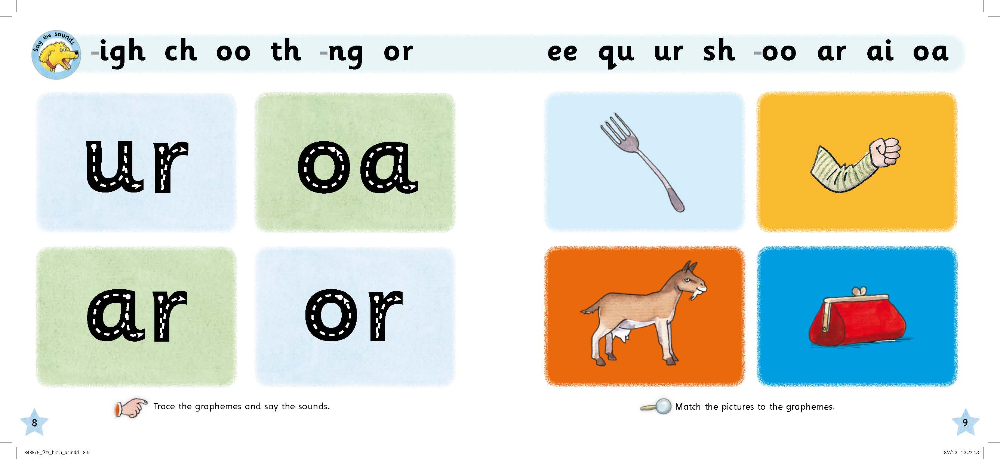 Say the sounds
-igh ch oo th -ng or
ee qu ur sh -oo ar ai oa
ur oa
ar or
Trace the graphemes and say the sounds.
Match the pictures to the graphemes.
8
9
848575_St3_bk15_ar.indd 8-9
8/7/10 10:22:13